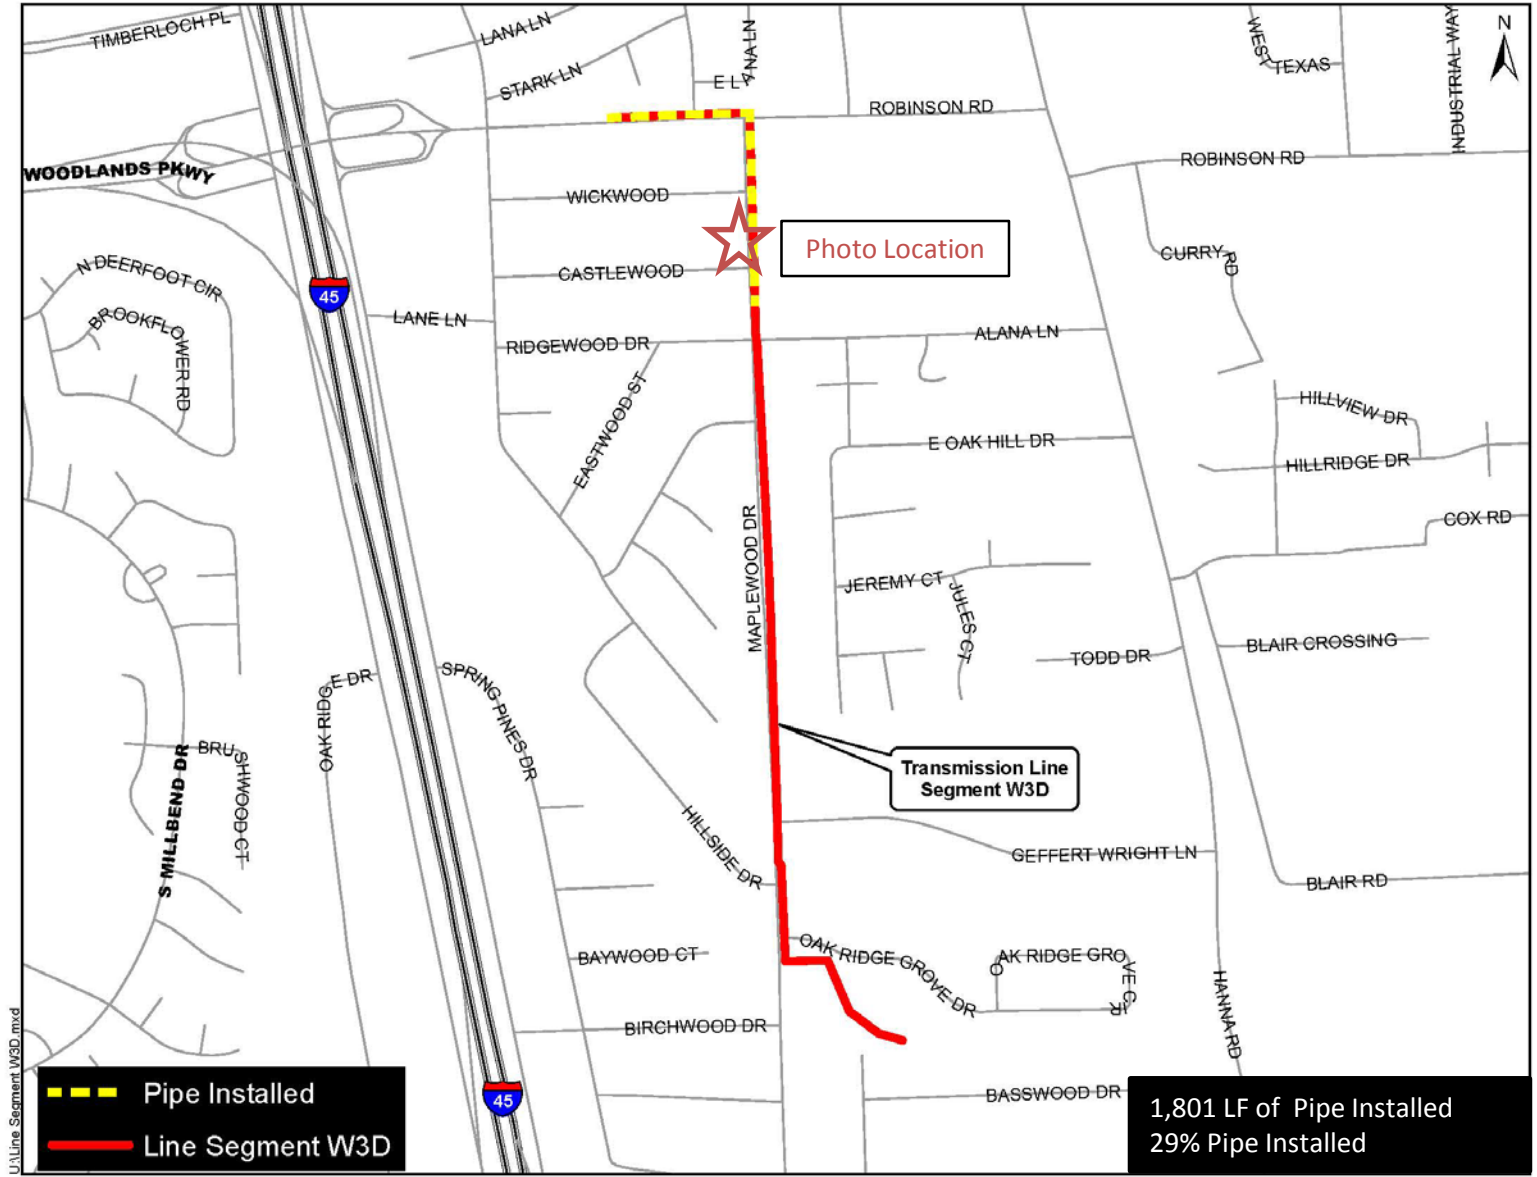 TIMBERLOCH PL
LANA LN
STARK LN
E L
NA LN
ROBINSON RD
WEST
TEXAS
INDUSTRIAL WAY
N
ROBINSON RD
WOODLANDS PKWY
WICKWOOD
Photo Location
CASTLEWOOD
CURRY RD
N DEERFOOT CIR
BROOKFLOWER RD
45
LANE LN
RIDGEWOOD DR
ALANA LN
EASTWOOD ST
HILLVIEW DR
E OAK HILL DR
HILLRIDGE DR
COX RD
MAPLEWOOD DR
JEREMY CT
JULES CT
TODD DR
BLAIR CROSSING
OAK RIDGE DR
SPRING PINES DR
S MILLBEND DR
BRUSHWOOD CT
Transmission Line
Segment W3D
HILLSIDE DR
GEFFERT WRIGHT LN
BLAIR RD
BAYWOOD CT
OAK RIDGE GROVE DR
OAK RIDGE GROVE CIR
HANNA RD
BIRCHWOOD DR
BASSWOOD DR
45
U:\Line Segment W3D.mxd
Pipe Installed
Line Segment W3D
1,801 LF of  Pipe Installed
29% Pipe Installed